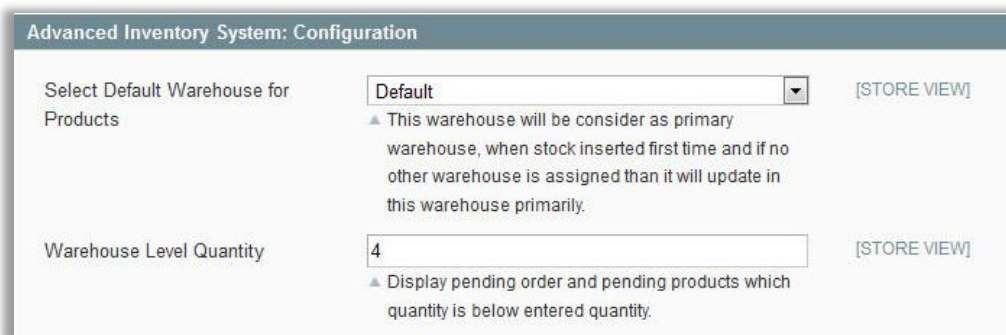 Advanced Inventory System: Configuration
Select Default Warehouse for
Products
Default
[STORE VIEW]
This warehouse will be consider as primary
warehouse, when stock inserted first time and if no
other warehouse is assigned than it will update in
this warehouse primarily.
Warehouse Level Quantity
4
[STORE VIEW]
Display pending order and pending products which
quantity is below entered quantity.